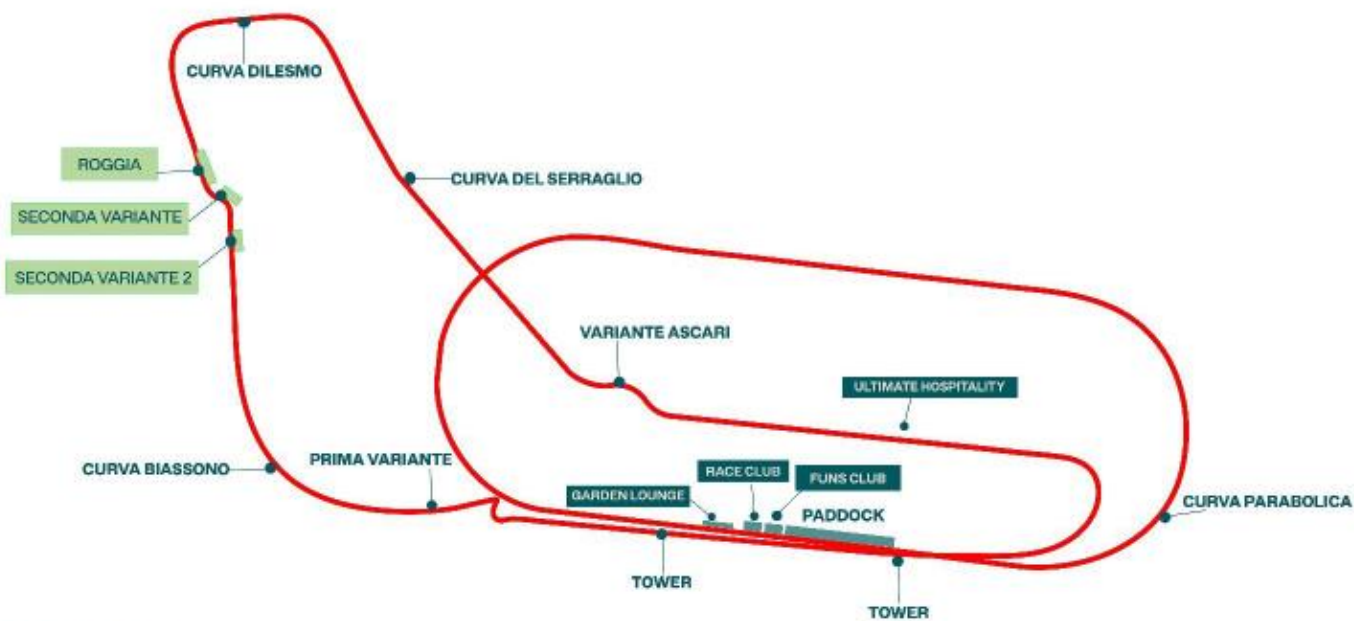 CURVA DILESMO
ROGGIA
CURVA DEL SERRAGLIO
SECONDA VARIANTE
SECONDA VARIANTE 2
VARIANTE ASCARI
ULTIMATE HOSPITALITY
PRIMA VARIANTE
CURVA BIASSONO
RACE CLUB
FUNS CLUB
GARDEN LOUNGE
PADDOCK
CURVA PARABOLICA
TOWER
TOWER